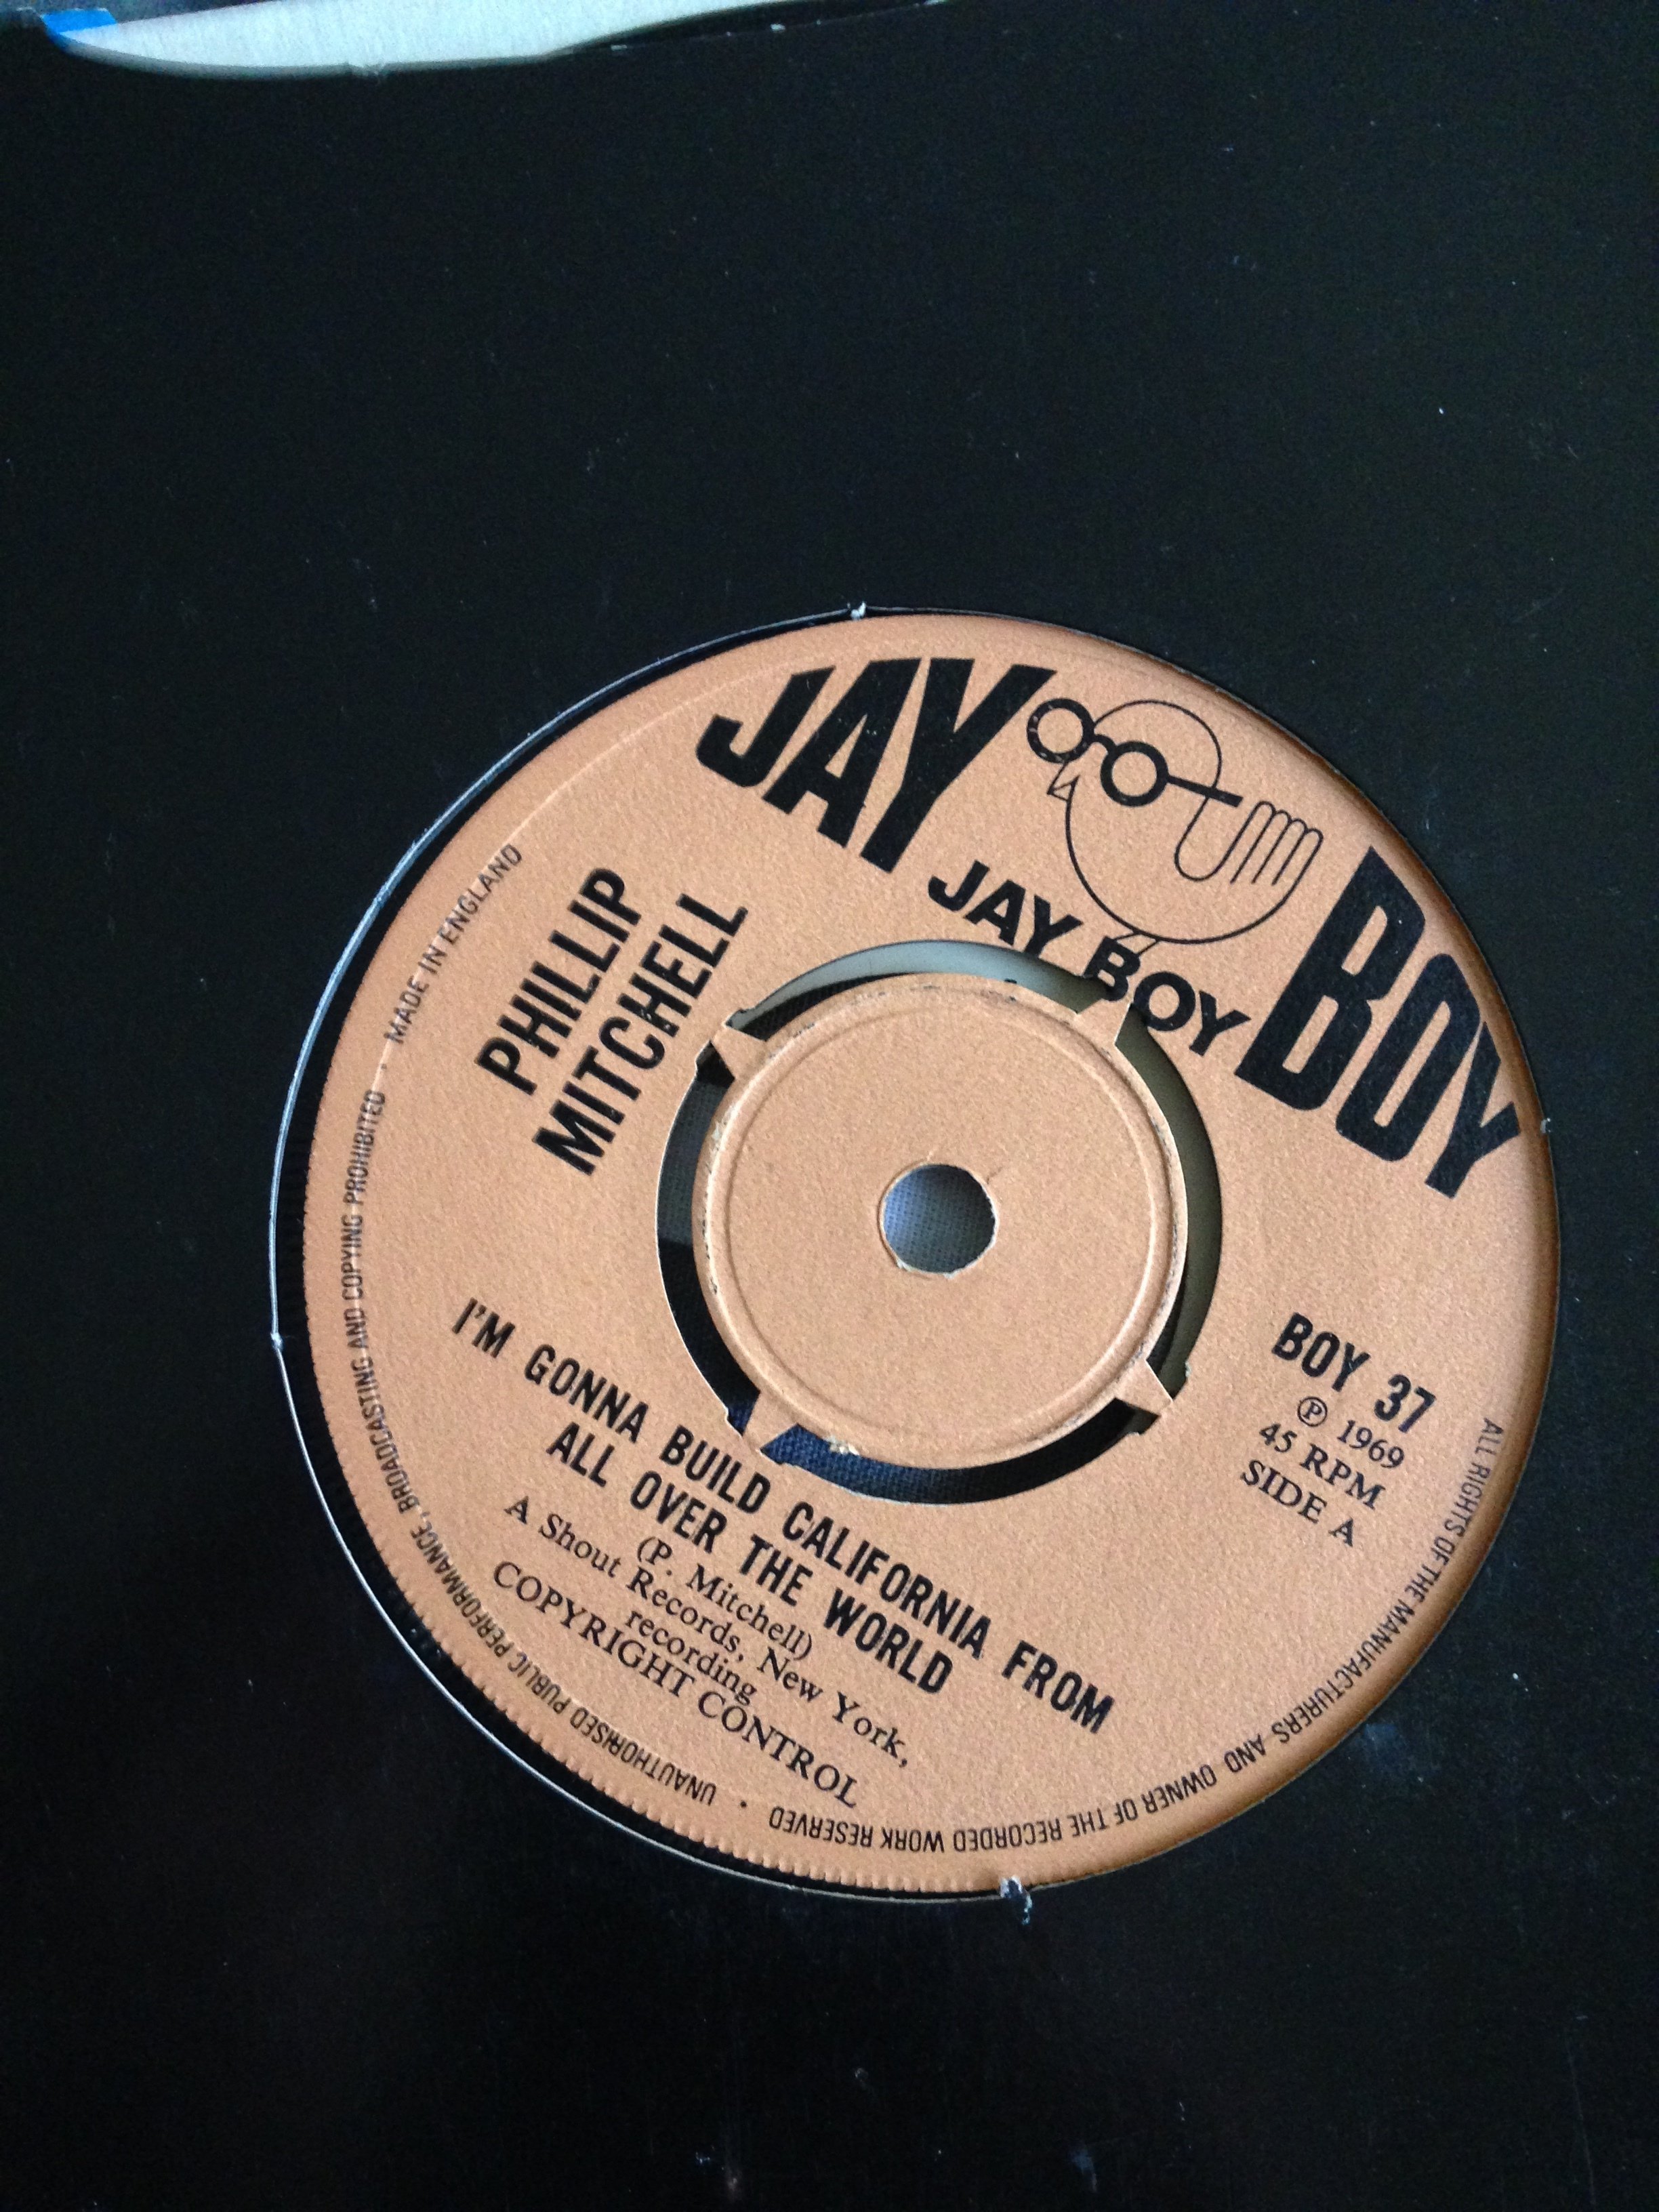 JAY BOY
JAY BOY
PHILLIP
MITCHELL
BOY 37
℗ 1969
45 RPM
SIDE A
I'M GONNA BUILD CALIFORNIA FROM
ALL OVER THE WORLD
(P. Mitchell)
A Shout Records, New York,
recording
COPYRIGHT CONTROL
ALL RIGHTS OF THE MANUFACTURERS AND OWNER OF THE RECORDED WORK RESERVED • UNAUTHORISED PUBLIC PERFORMANCE, BROADCASTING AND COPYING PROHIBITED • MADE IN ENGLAND